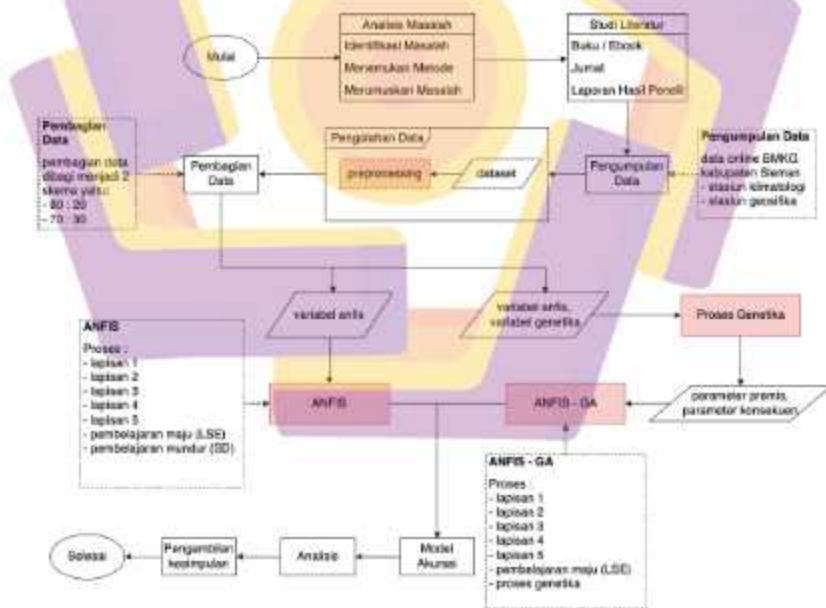 Mulai
Analisis Masalah
Identifikasi Masalah
Menemukan Metode
Merumuskan Masalah
Studi Literatur
Buku / Ebook
Jurnal
Laporan Hasil Penelit
Pembagian
Data
pembagian data
dibagi menjadi 2
skema yaitu:
- 80 : 20
- 70 : 30
Pembagian
Data
Pengolahan Data
preprocessing
dataset
Pengumpulan
Data
Pengumpulan Data
data online BMKG
kabupaten Sleman
- stasiun klimatologi
- stasiun geosifika
variabel anfis
variabel anfis,
variabel genetika
Proses Genetika
ANFIS
Proses :
- lapisan 1
- lapisan 2
- lapisan 3
- lapisan 4
- lapisan 5
- pembelajaran maju (LSE)
- pembelajaran mundur (GD)
ANFIS
ANFIS - GA
parameter premis,
parameter konsekuen
ANFIS - GA
Proses :
- lapisan 1
- lapisan 2
- lapisan 3
- lapisan 4
- lapisan 5
- pembelajaran maju (LSE)
- proses genetika
Selesai
Pengambilan
kesimpulan
Analisis
Model
Akurasi